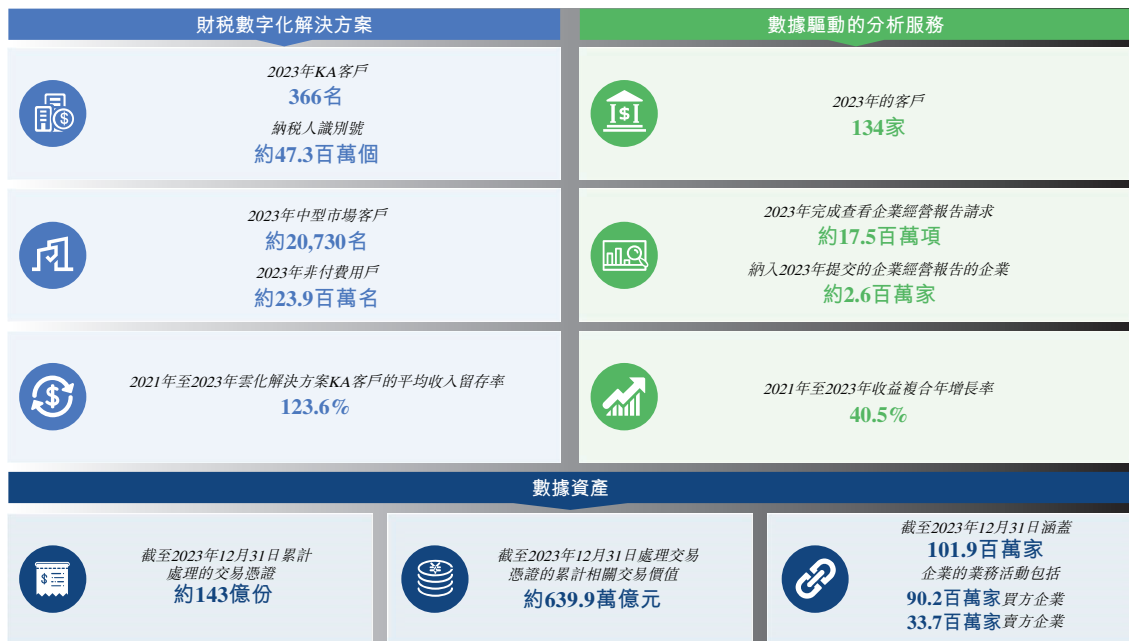 財税數字化解決方案
2023年KA客戶
366名
納稅人識別號
約47.3百萬個
2023年中型市場客戶
約20,730名
2023年非付費用戶
約23.9百萬名
2021年至2023年雲化解決方案KA客戶的平均收入留存率
123.6%
數據驅動的分析服務
2023年的客戶
134家
2023年完成查看企業經營報告請求
約17.5百萬項
納入2023年提交的企業經營報告的企業
約2.6百萬家
2021年至2023年收益複合年增長率
40.5%
數據資產
截至2023年12月31日累計
處理的交易憑證
約143億份
截至2023年12月31日處理交易
憑證的累計相關交易價值
約639.9萬億元
截至2023年12月31日涵蓋
101.9百萬家
企業的業務活動包括
90.2百萬家買方企業
33.7百萬家賣方企業